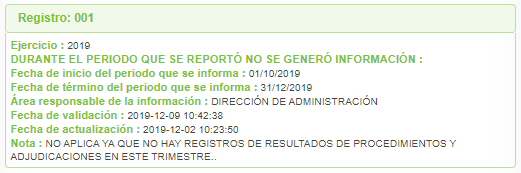 Registro: 001
Ejercicio : 2019
DURANTE EL PERIODO QUE SE REPORTÓ NO SE GENERÓ INFORMACIÓN :
Fecha de inicio del periodo que se informa : 01/10/2019
Fecha de término del periodo que se informa : 31/12/2019
Área responsable de la información : DIRECCIÓN DE ADMINISTRACIÓN
Fecha de validación : 2019-12-09 10:42:38
Fecha de actualización : 2019-12-02 10:23:50
Nota : NO APLICA YA QUE NO HAY REGISTROS DE RESULTADOS DE PROCEDIMIENTOS Y
ADJUDICACIONES EN ESTE TRIMESTRE..